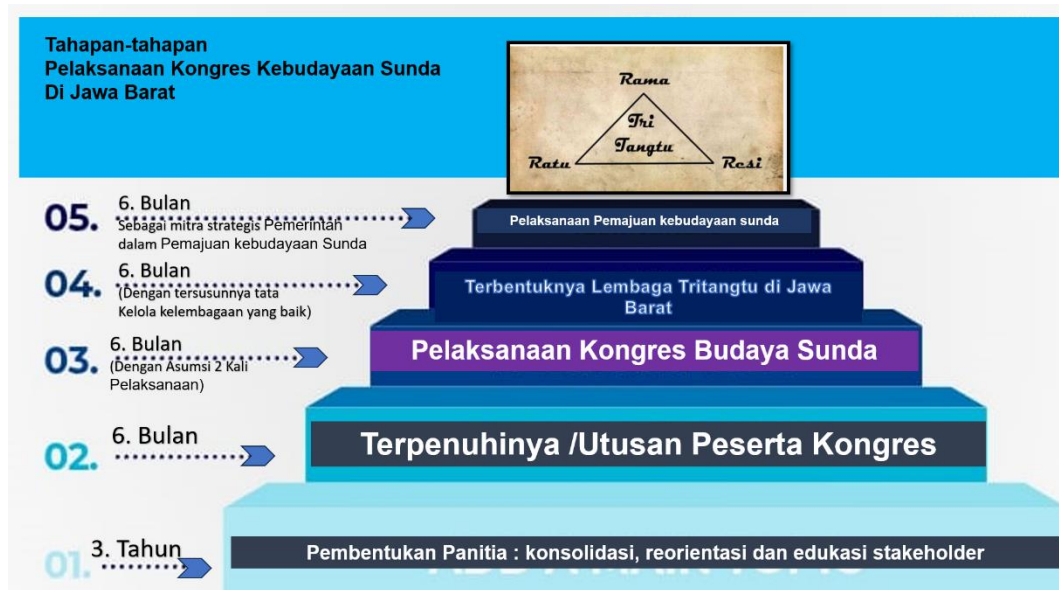 Tahapan-tahapan
Pelaksanaan Kongres Kebudayaan Sunda
Di Jawa Barat
Rama
Tri
Tangtu
Ratu
Resi
05.
6. Bulan
Sebagai mitra strategis Pemerintah
dalam Pemajuan kebudayaan Sunda
Pelaksanaan Pemajuan kebudayaan sunda
04.
6. Bulan
(Dengan tersusunnya tata
Kelola kelembagaan yang baik)
Terbentuknya Lembaga Tritangtu di Jawa
Barat
03.
6. Bulan
(Dengan Asumsi 2 Kali
Pelaksanaan)
Pelaksanaan Kongres Budaya Sunda
02.
6. Bulan
Terpenuhinya /Utusan Peserta Kongres
01.
3. Tahun
Pembentukan Panitia : konsolidasi, reorientasi dan edukasi stakeholder